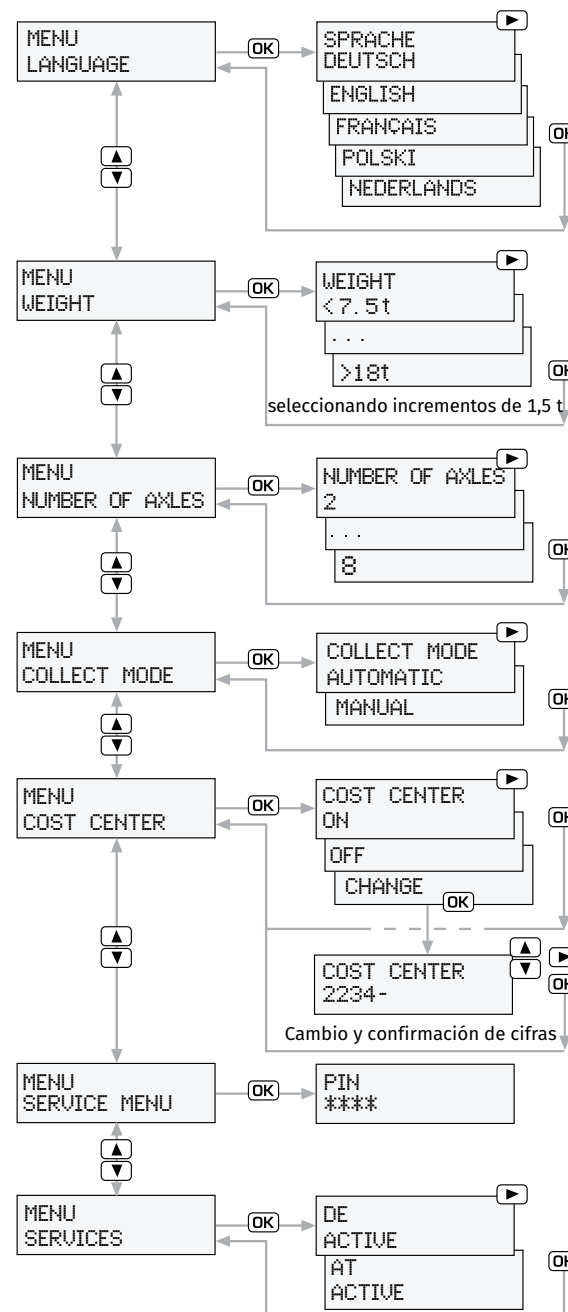 MENU
LANGUAGE
OK
SPRACHE
DEUTSCH
ENGLISH
FRANÇAIS
POLSKI
NEDERLANDS
OK
MENU
WEIGHT
OK
WEIGHT
<7.5t
...
>18t
OK
seleccionando incrementos de 1,5 t
MENU
NUMBER OF AXLES
OK
NUMBER OF AXLES
2
...
8
OK
MENU
COLLECT MODE
OK
COLLECT MODE
AUTOMATIC
MANUAL
OK
MENU
COST CENTER
OK
COST CENTER
ON
OFF
CHANGE
OK
OK
COST CENTER
2234-
OK
Cambio y confirmación de cifras
MENU
SERVICE MENU
OK
PIN
****
MENU
SERVICES
OK
DE
ACTIVE
AT
ACTIVE
OK